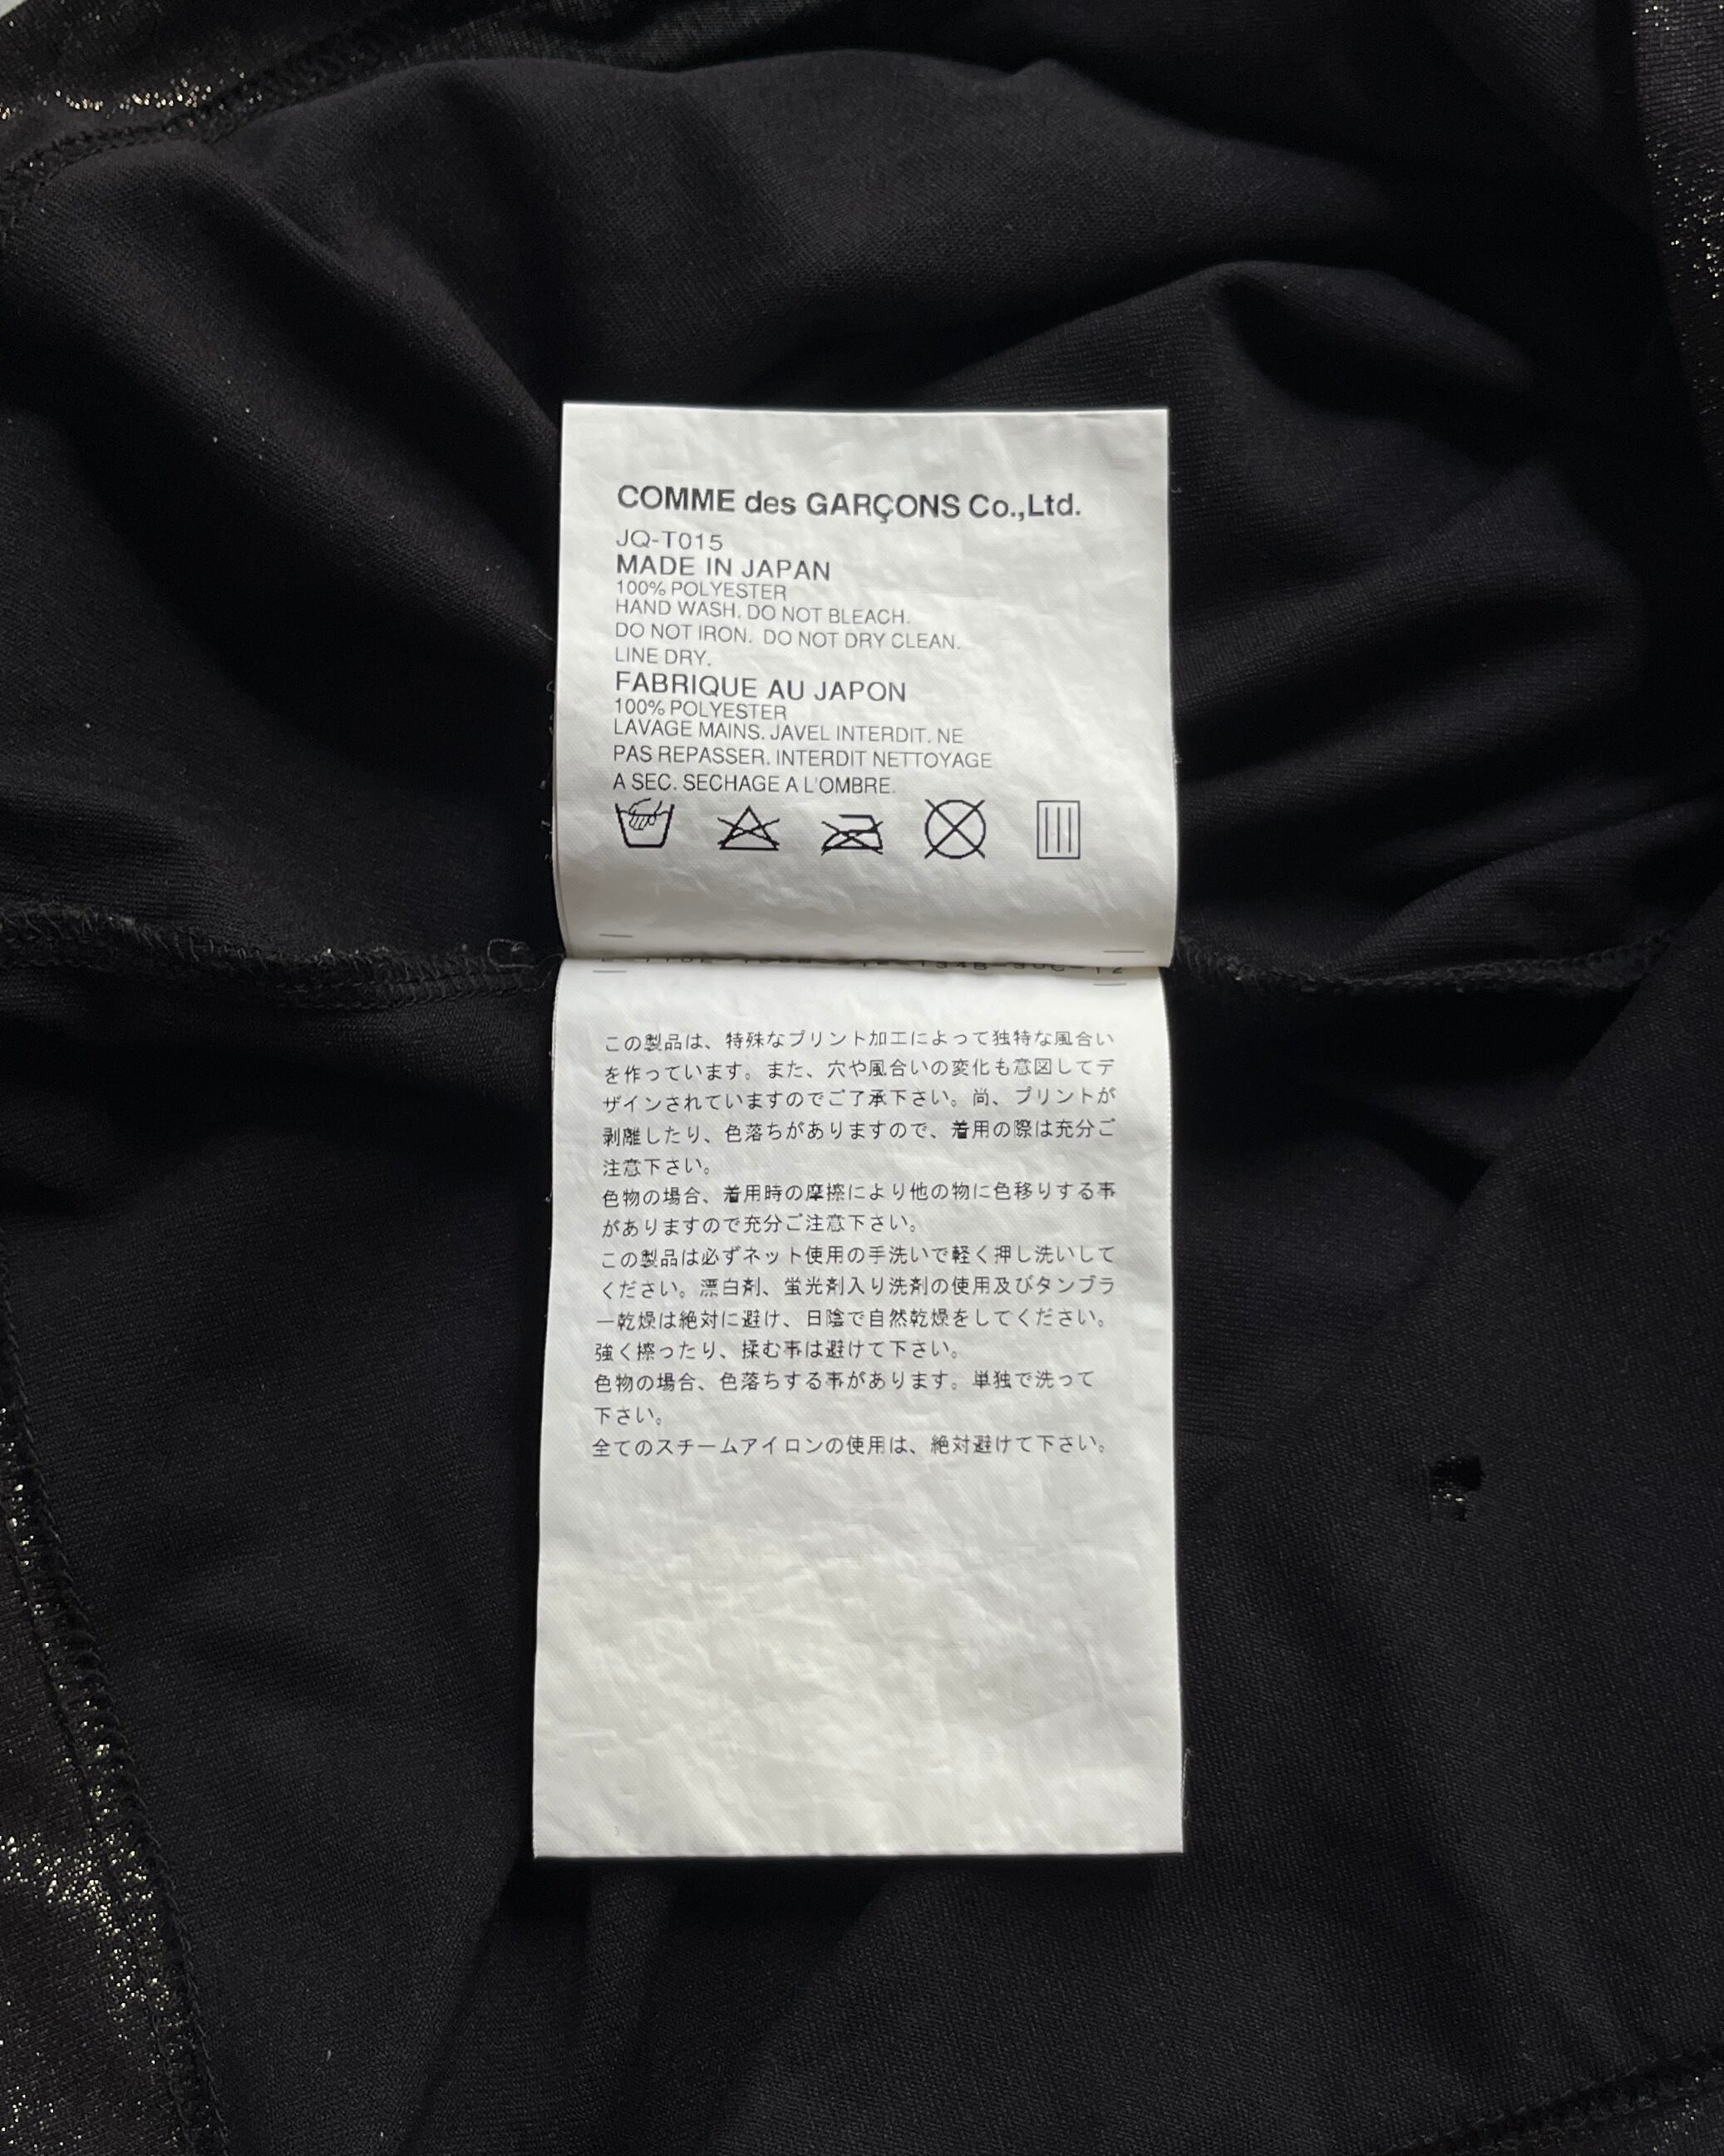 COMME des GARÇONS Co.,Ltd.
JQ-T015
MADE IN JAPAN
100% POLYESTER
HAND WASH. DO NOT BLEACH.
DO NOT IRON. DO NOT DRY CLEAN.
LINE DRY.
FABRIQUE AU JAPON
100% POLYESTER
LAVAGE MAINS. JAVEL INTERDIT. NE
PAS REPASSER. INTERDIT NETTOYAGE
A SEC. SECHAGE A L'OMBRE.
この製品は、特殊なプリント加工によって独特な風合い
を作っています。また、穴や風合いの変化も意図してデ
ザインされていますのでご了承下さい。尚、プリントが
剥離したり、色落ちがありますので、着用の際は充分ご
注意下さい。
色物の場合、着用時の摩擦により他の物に色移りする事
がありますので充分ご注意下さい。
この製品は必ずネット使用の手洗いで軽く押し洗いして
ください。漂白剤、蛍光剤入り洗剤の使用及びタンブラ
ー乾燥は絶対に避け、日陰で自然乾燥をしてください。
強く擦ったり、揉む事は避けて下さい。
色物の場合、色落ちする事があります。単独で洗って
下さい。
全てのスチームアイロンの使用は、絶対避けて下さい。